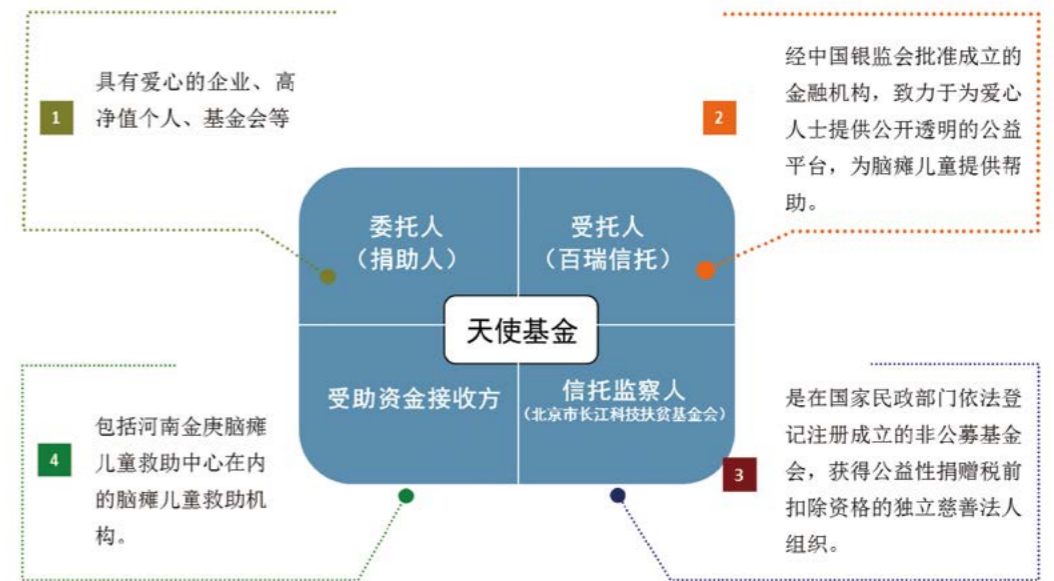 1
具有爱心的企业、高
净值个人、基金会等
2
经中国银监会批准成立的
金融机构，致力于为爱心
人士提供公开透明的公益
平台，为脑瘫儿童提供帮
助。
委托人
（捐助人）
受托人
（百瑞信托）
天使基金
受助资金接收方
信托监察人
（北京市长江科技扶贫基金会）
3
是在国家民政部门依法登
记注册成立的非公募基金
会，获得公益性捐赠税前
扣除资格的独立慈善法人
组织。
4
包括河南金庚脑瘫
儿童救助中心在内
的脑瘫儿童救助机
构。